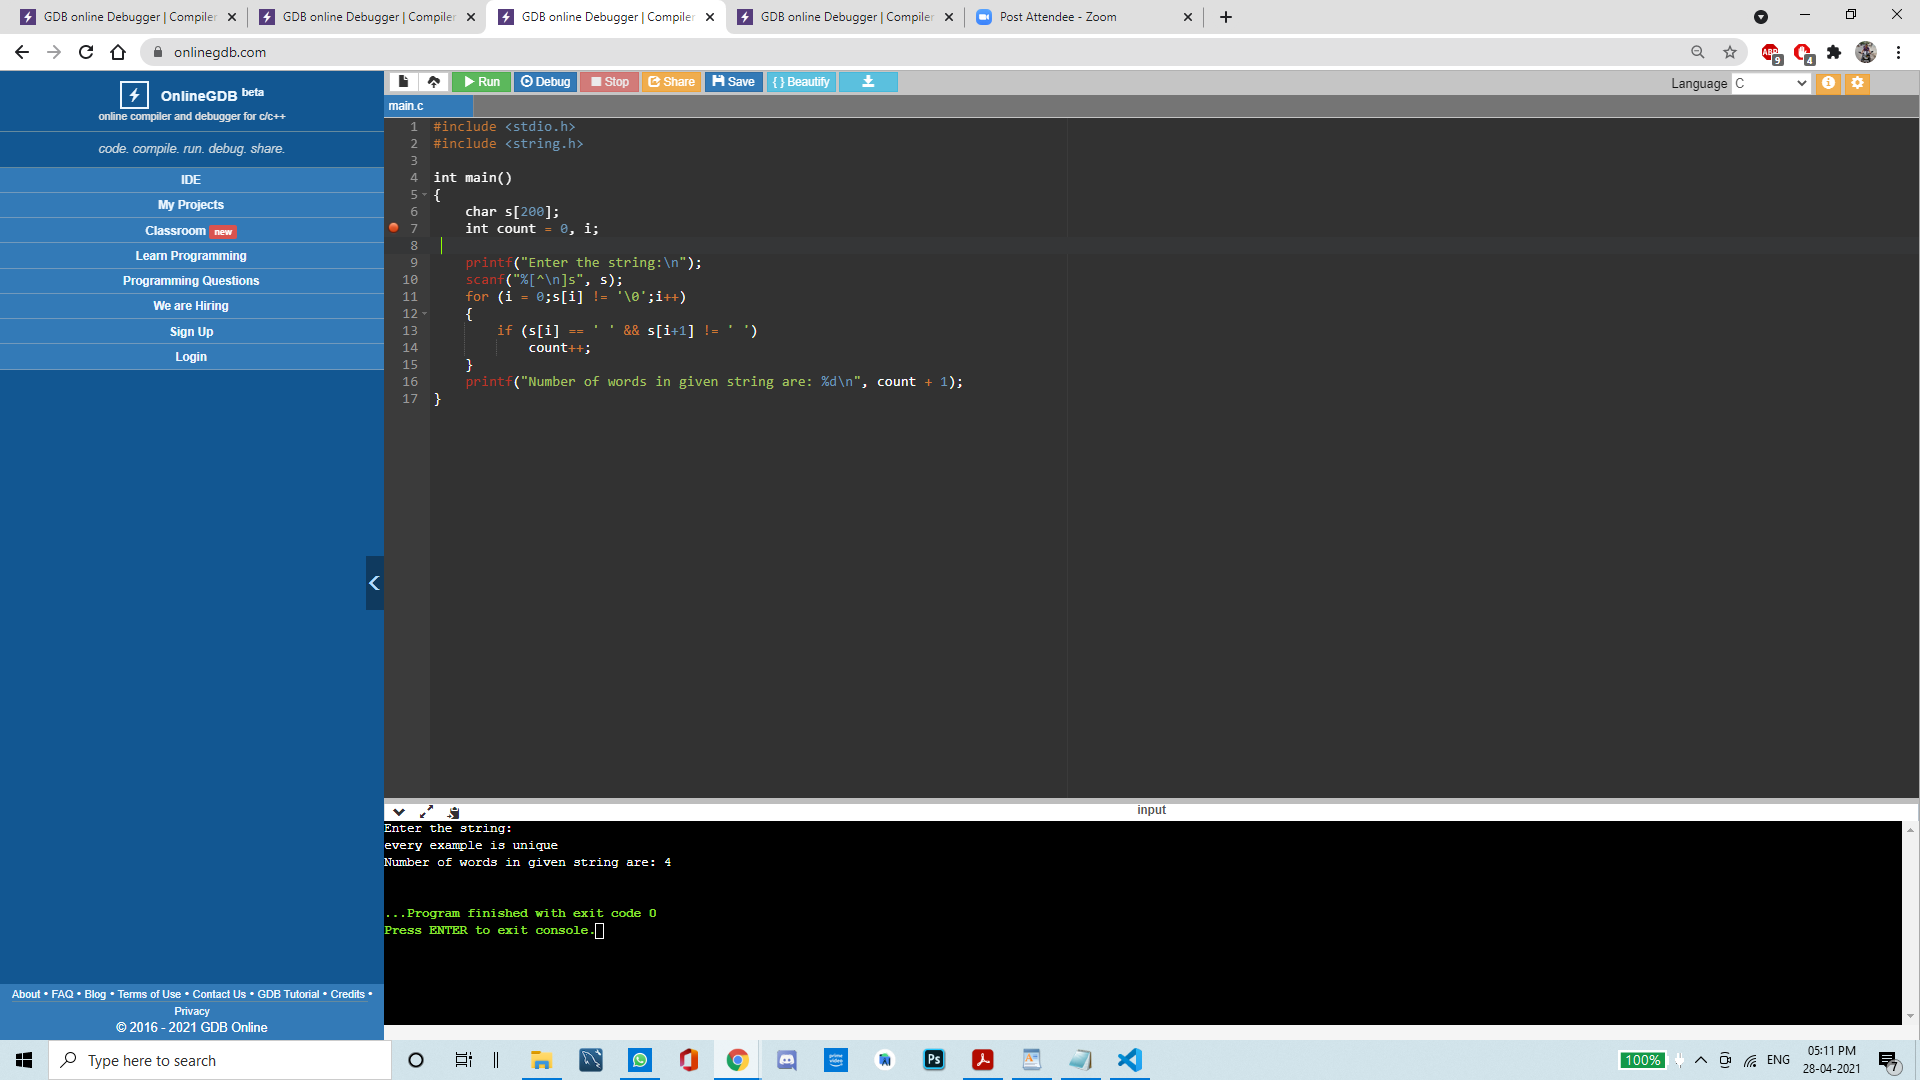 GDB online Debugger | Compiler
GDB online Debugger | Compiler
GDB online Debugger | Compiler
GDB online Debugger | Compiler
Post Attendee - Zoom
onlinegdb.com
ABP
9
4
OnlineGDB beta
online compiler and debugger for c/c++
code. compile. run. debug. share.
IDE
My Projects
Classroom new
Learn Programming
Programming Questions
We are Hiring
Sign Up
Login
Run
Debug
Stop
Share
Save
{ } Beautify
Language C
main.c
1 #include <stdio.h>
2 #include <string.h>
3
4 int main()
5 {
6 char s[200];
7 int count = 0, i;
8
9 printf("Enter the string:\n");
10 scanf("%[^\n]s", s);
11 for (i = 0;s[i] != '\0';i++)
12 {
13 if (s[i] == ' ' && s[i+1] != ' ')
14 count++;
15 }
16 printf("Number of words in given string are: %d\n", count + 1);
17 }
input
Enter the string:
every example is unique
Number of words in given string are: 4
...Program finished with exit code 0
Press ENTER to exit console.
About • FAQ • Blog • Terms of Use • Contact Us • GDB Tutorial • Credits •
Privacy
© 2016 - 2021 GDB Online
Type here to search
prime video
Ps
100%
ENG
05:11 PM
28-04-2021
7